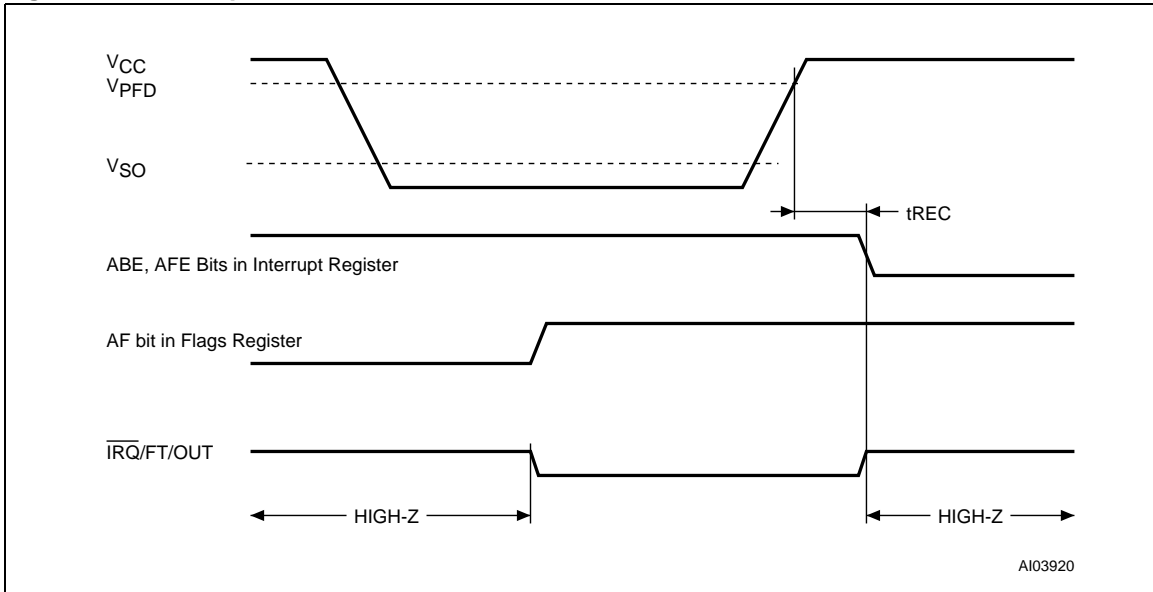 VCC
VPFD
VSO
tREC
ABE, AFE Bits in Interrupt Register
AF bit in Flags Register
IRQ/FT/OUT
HIGH-Z
HIGH-Z
AI03920